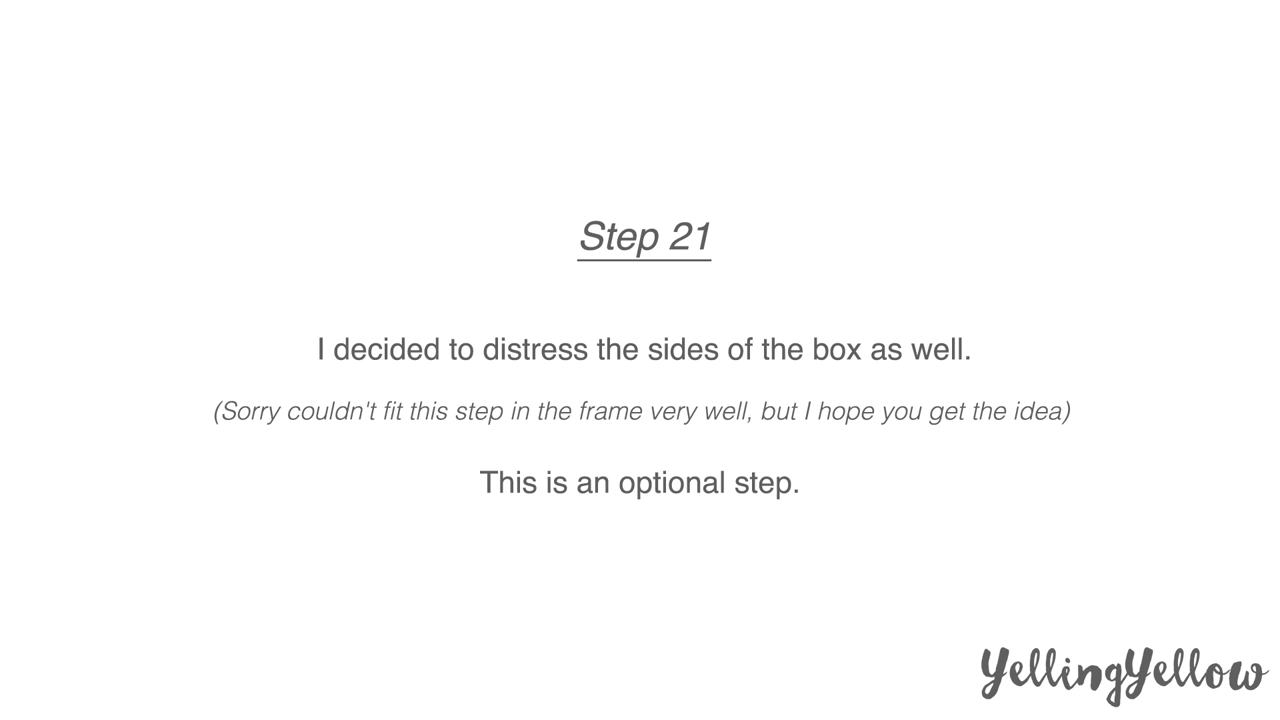 Step 21
I decided to distress the sides of the box as well.
(Sorry couldn't fit this step in the frame very well, but I hope you get the idea)
This is an optional step.
YellingYellow